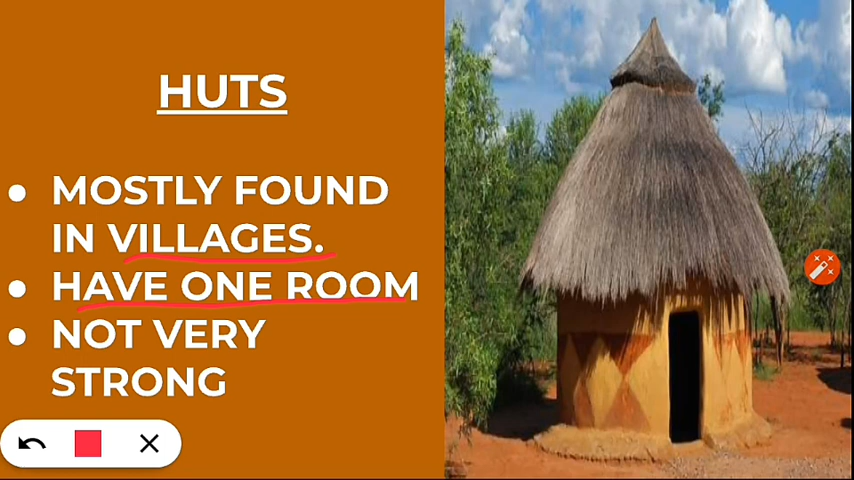 HUTS
● MOSTLY FOUND
IN VILLAGES.
● HAVE ONE ROOM
● NOT VERY
STRONG